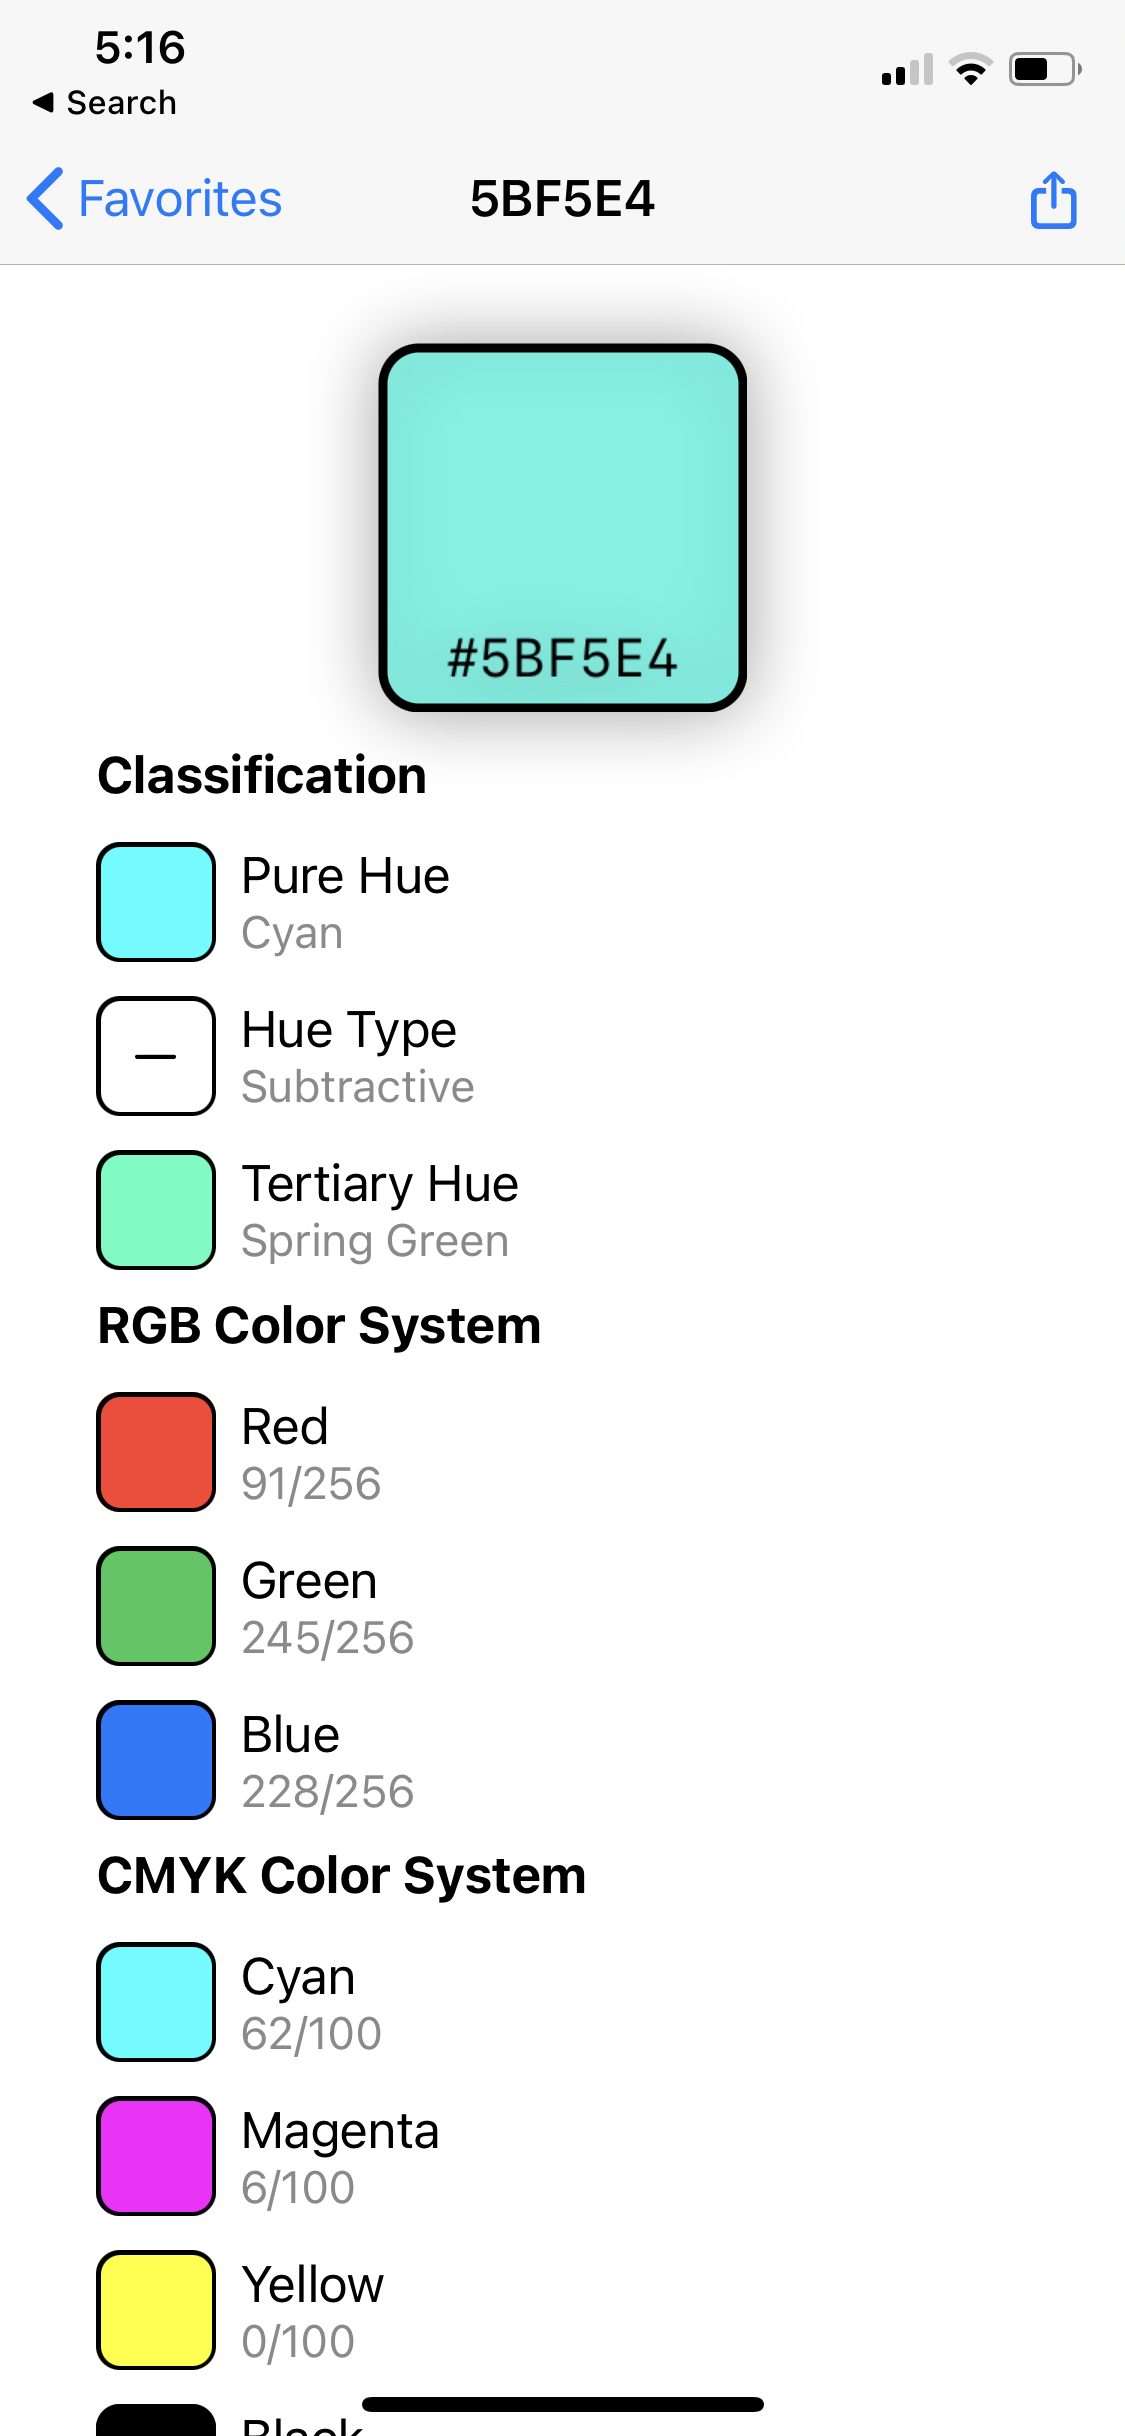 5:16
Search
Favorites
5BF5E4
#5BF5E4
Classification
Pure Hue
Cyan
Hue Type
Subtractive
Tertiary Hue
Spring Green
RGB Color System
Red
91/256
Green
245/256
Blue
228/256
CMYK Color System
Cyan
62/100
Magenta
6/100
Yellow
0/100
Black